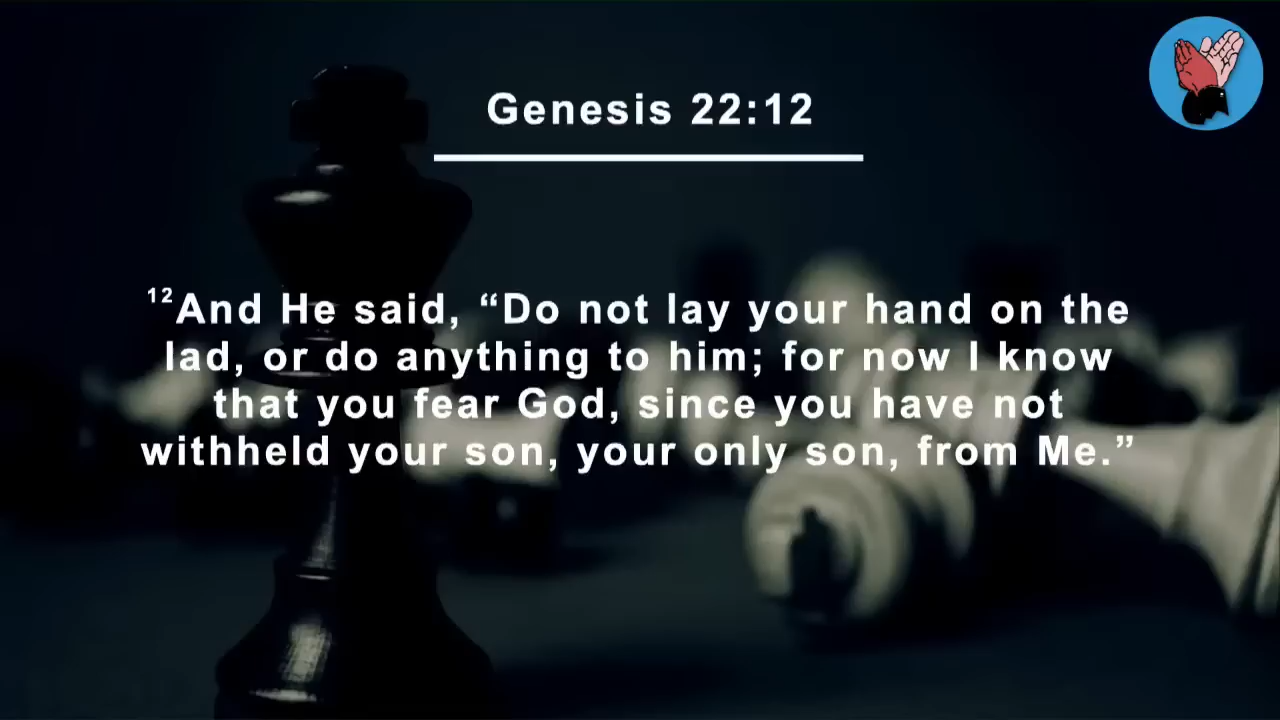 Genesis 22:12
¹²And He said, “Do not lay your hand on the
lad, or do anything to him; for now I know
that you fear God, since you have not
withheld your son, your only son, from Me.”